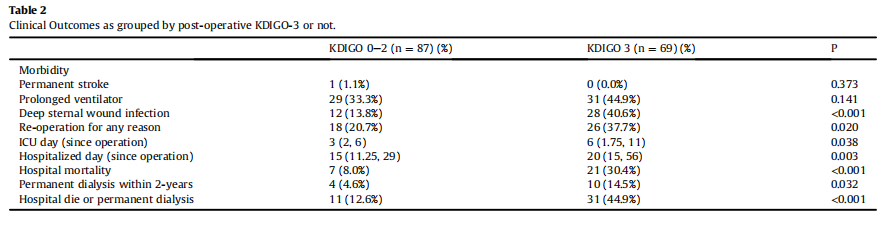 Table 2
Clinical Outcomes as grouped by post-operative KDIGO-3 or not.
KDIGO 0−2 (n = 87) (%) KDIGO 3 (n = 69) (%) P
Morbidity
Permanent stroke 1 (1.1%) 0 (0.0%) 0.373
Prolonged ventilator 29 (33.3%) 31 (44.9%) 0.141
Deep sternal wound infection 12 (13.8%) 28 (40.6%) <0.001
Re-operation for any reason 18 (20.7%) 26 (37.7%) 0.020
ICU day (since operation) 3 (2, 6) 6 (1.75, 11) 0.038
Hospitalized day (since operation) 15 (11.25, 29) 20 (15, 56) 0.003
Hospital mortality 7 (8.0%) 21 (30.4%) <0.001
Permanent dialysis within 2-years 4 (4.6%) 10 (14.5%) 0.032
Hospital die or permanent dialysis 11 (12.6%) 31 (44.9%) <0.001